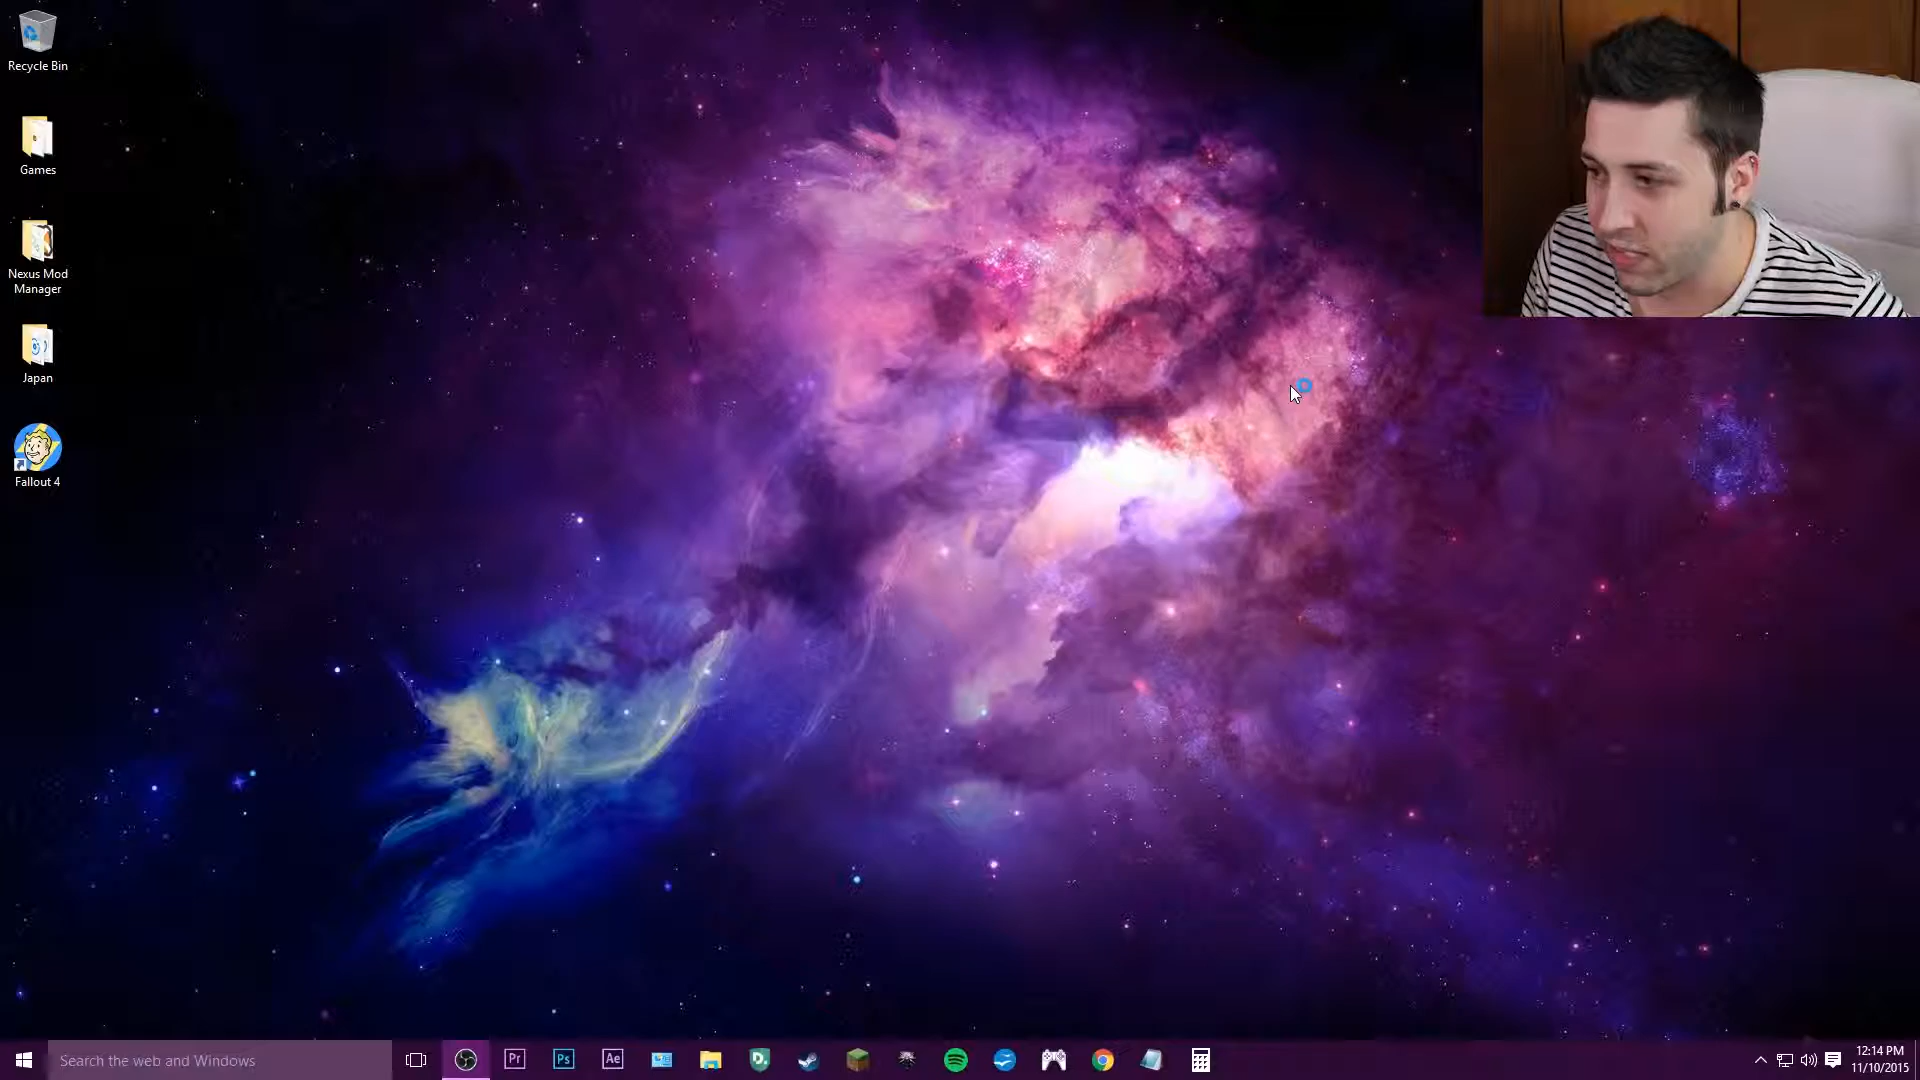 Recycle Bin
Games
Nexus Mod
Manager
Japan
Fallout 4
Search the web and Windows
Pr
Ps
Ae
D.
12:14 PM
11/10/2015